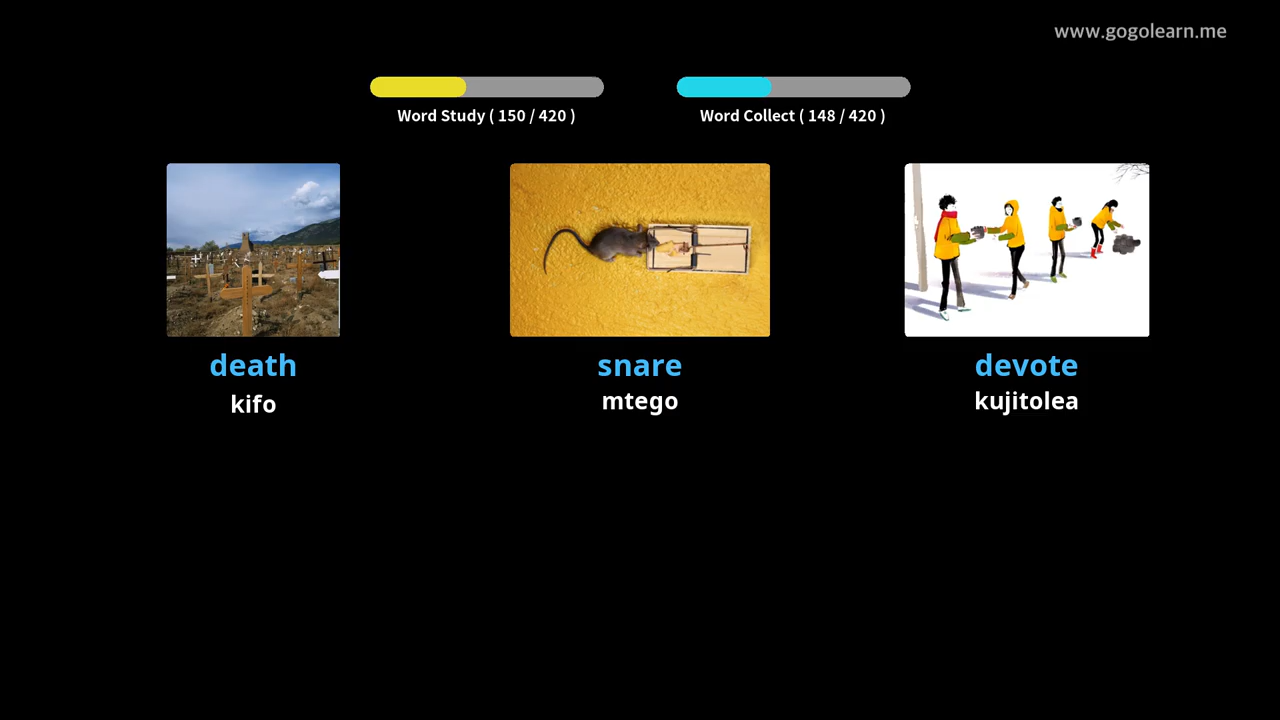 www.gogolearn.me
Word Study ( 150 / 420 )
Word Collect ( 148 / 420 )
death
kifo
snare
mtego
devote
kujitolea